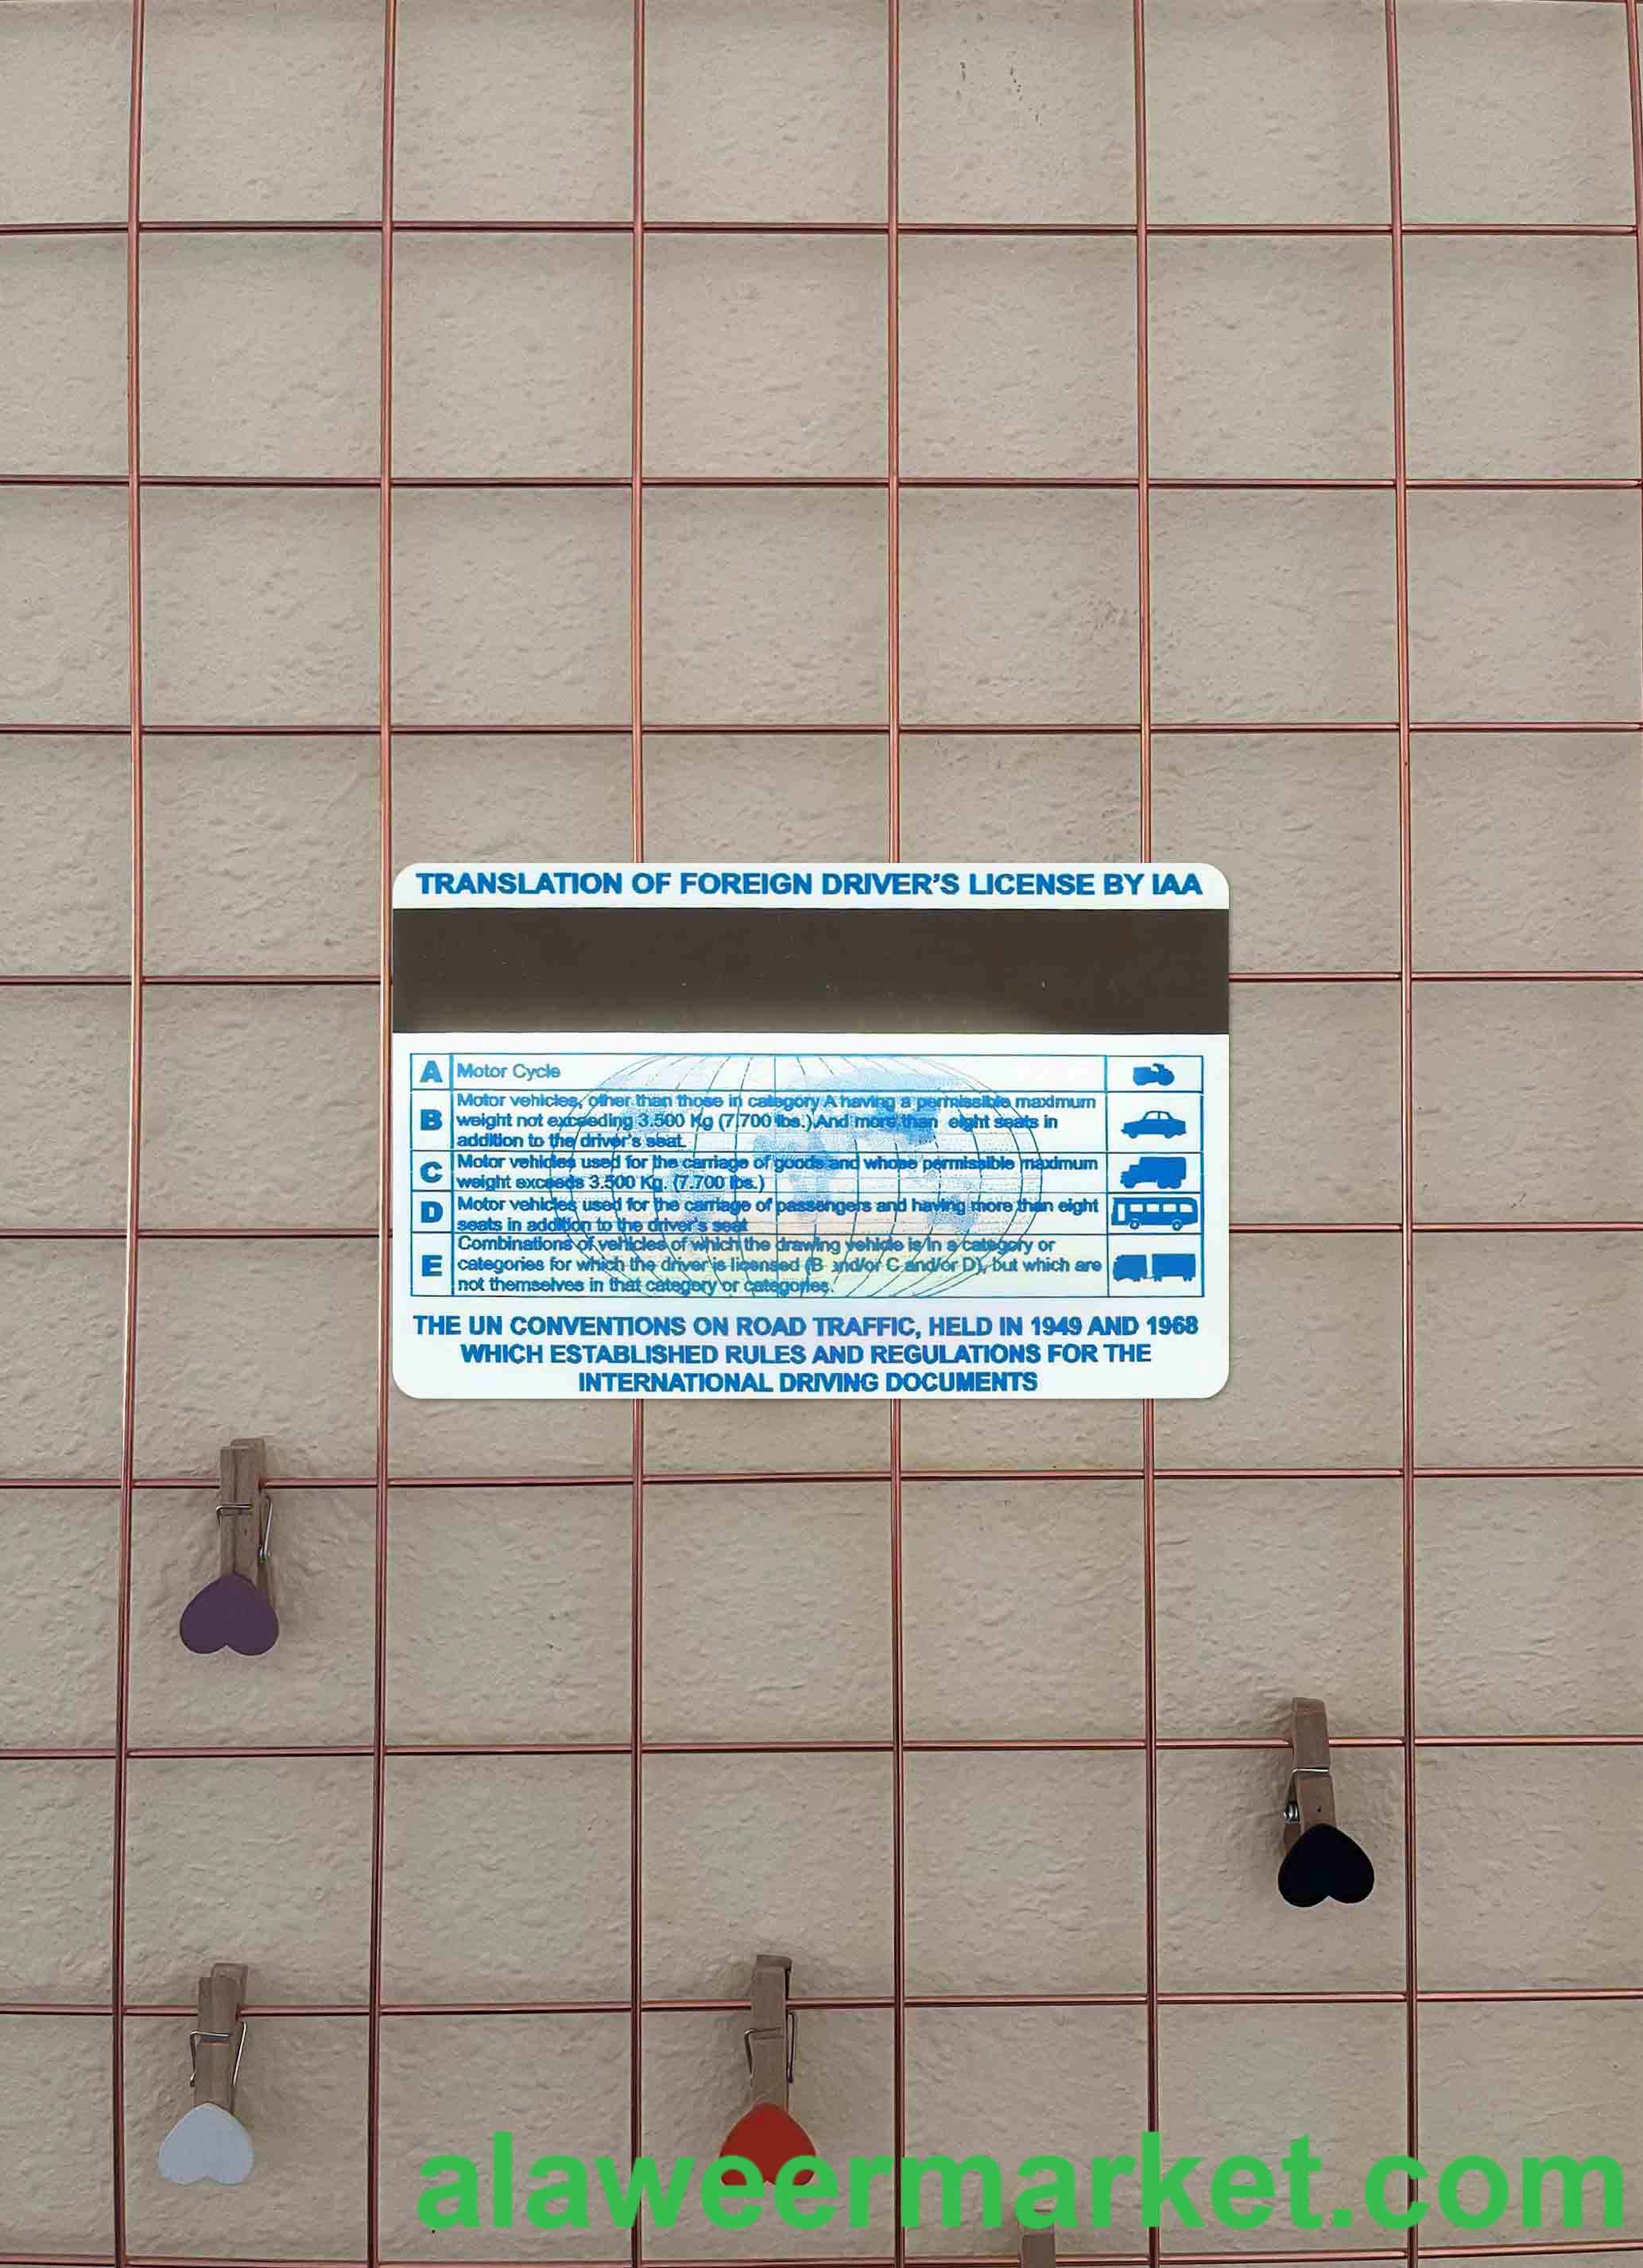 TRANSLATION OF FOREIGN DRIVER'S LICENSE BY IAA
A Motor Cycle
B Motor vehicles, other than those in category A having a permissible maximum
weight not exceeding 3.500 Kg (7.700 lbs.).And more than eight seats in
addition to the driver's seat.
C Motor vehicles used for the carriage of goods and whose permissible maximum
weight exceeds 3.500 Kg. (7.700 lbs.)
D Motor vehicles used for the carriage of passengers and having more than eight
seats in addition to the driver's seat
E Combinations of vehicles of which the drawing vehicle is in a category or
categories for which the driver is licensed (B and/or C and/or D), but which are
not themselves in that category or categories.
THE UN CONVENTIONS ON ROAD TRAFFIC, HELD IN 1949 AND 1968
WHICH ESTABLISHED RULES AND REGULATIONS FOR THE
INTERNATIONAL DRIVING DOCUMENTS
alaweermarket.com